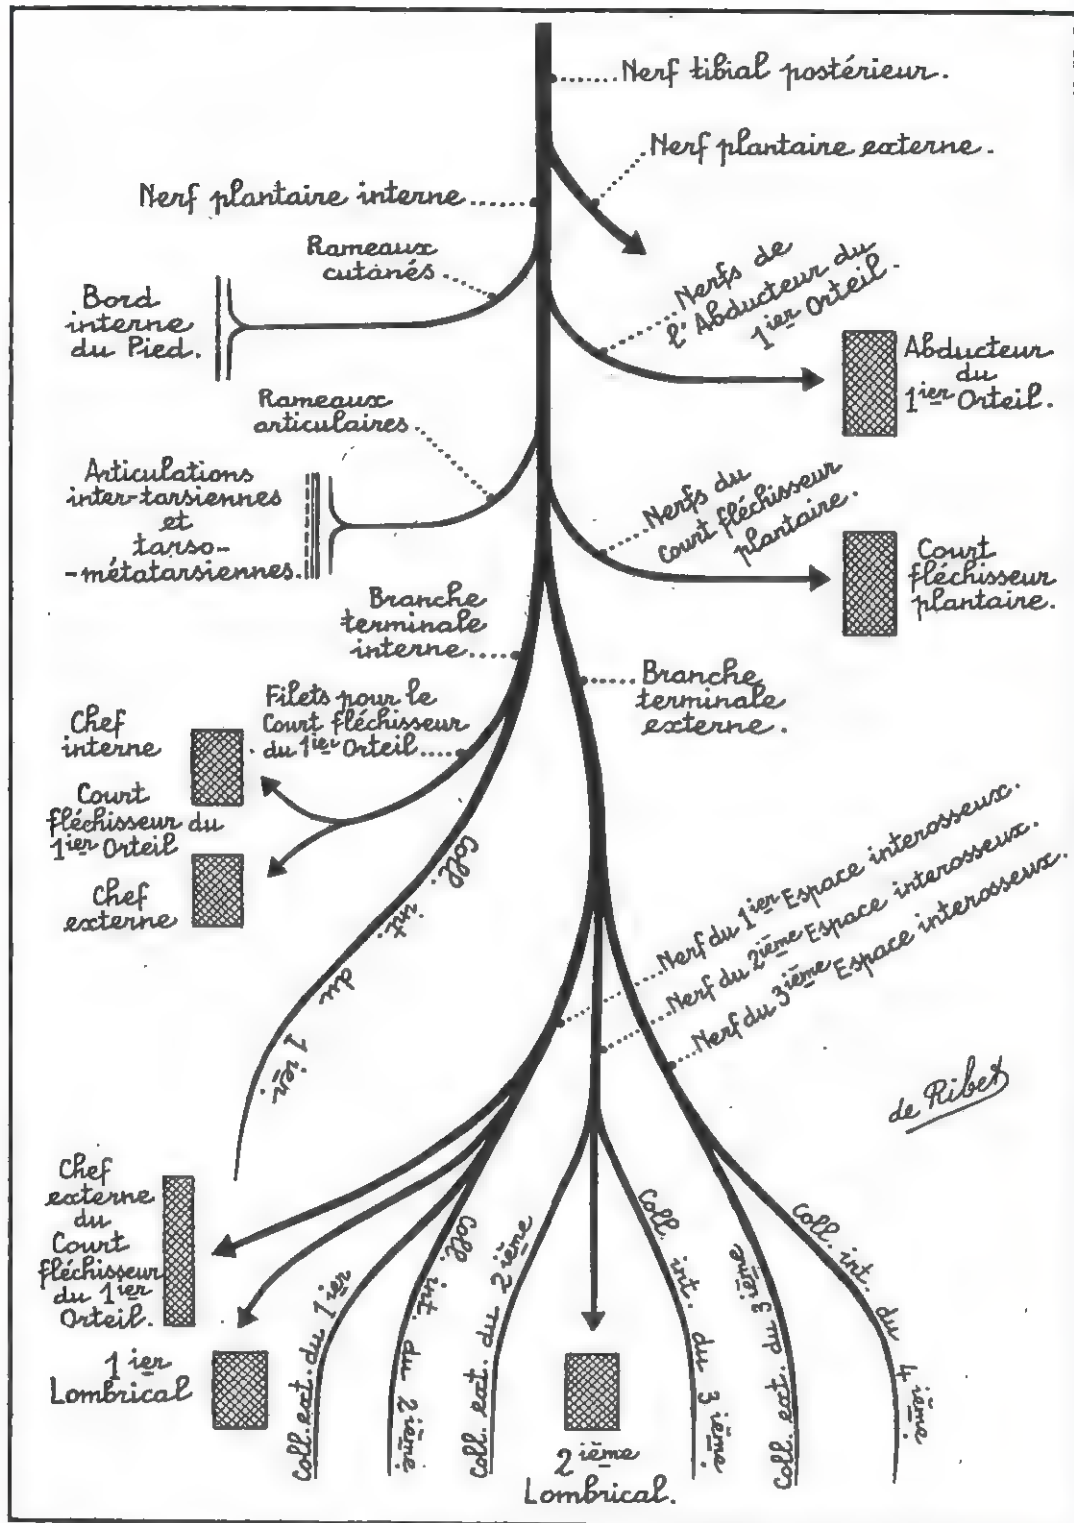 Nerf tibial postérieur.
Nerf plantaire externe.
Nerf plantaire interne
Rameaux
cutanés
Bord
interne
du Pied.
Nerfs de
l'Abducteur du
1ier Orteil.
Abducteur
du
1ier Orteil.
Rameaux
articulaires
Articulations
inter-tarsiennes
et
tarso-
-métatarsiennes.
Nerfs du
Court fléchisseur
plantaire.
Court
fléchisseur
plantaire.
Branche
terminale
interne
Branche
terminale
externe.
Filets pour le
Court fléchisseur
du 1ier Orteil
Chef
interne
Court
fléchisseur du
1ier Orteil
Chef
externe
Coll. int. du 1ier.
Nerf du 1ier Espace interosseux.
Nerf du 2ième Espace interosseux.
Nerf du 3ième Espace interosseux.
de Ribet
Chef
externe
du
Court
fléchisseur
du 1ier
Orteil.
1ier
Lombrical
Coll. ext. du 1ier
Coll. int. du 2ième.
Coll. ext. du 2ième
2ième
Lombrical.
Coll. int. du 3ième.
Coll. ext. du 3ième
Coll. int. du 4ième.